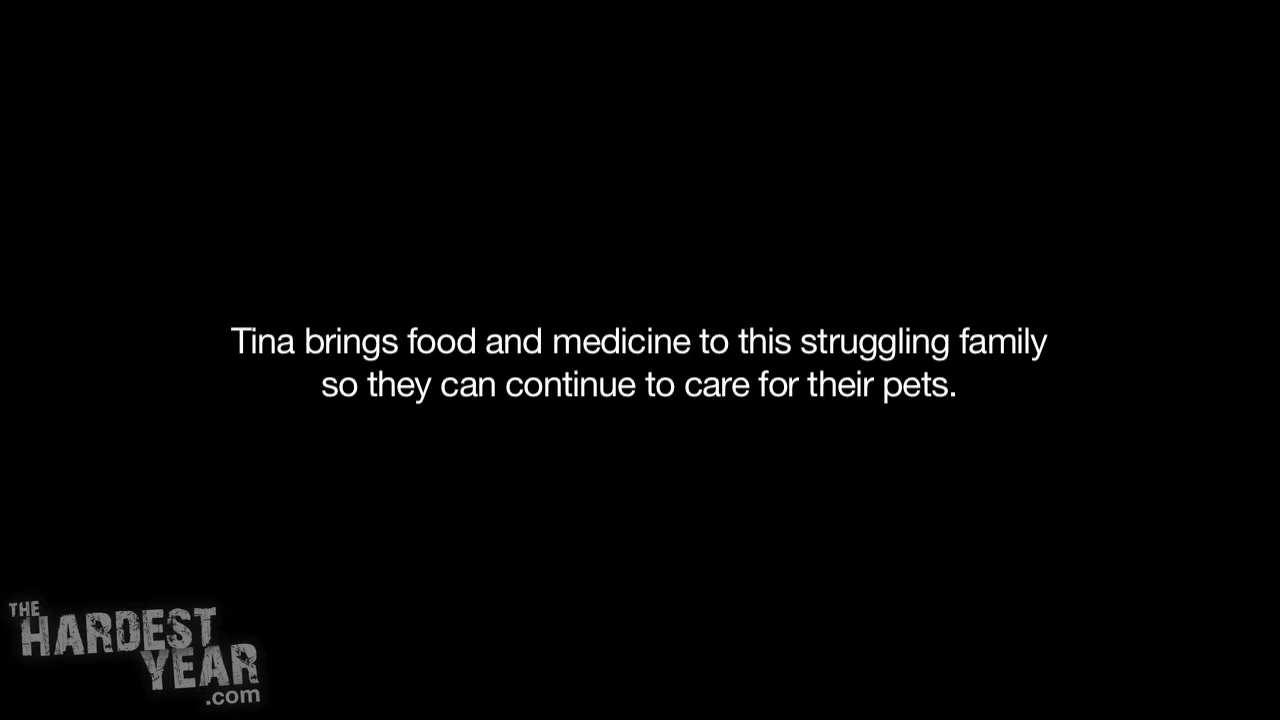 Tina brings food and medicine to this struggling family
so they can continue to care for their pets.
THE
HARDEST
YEAR
.com